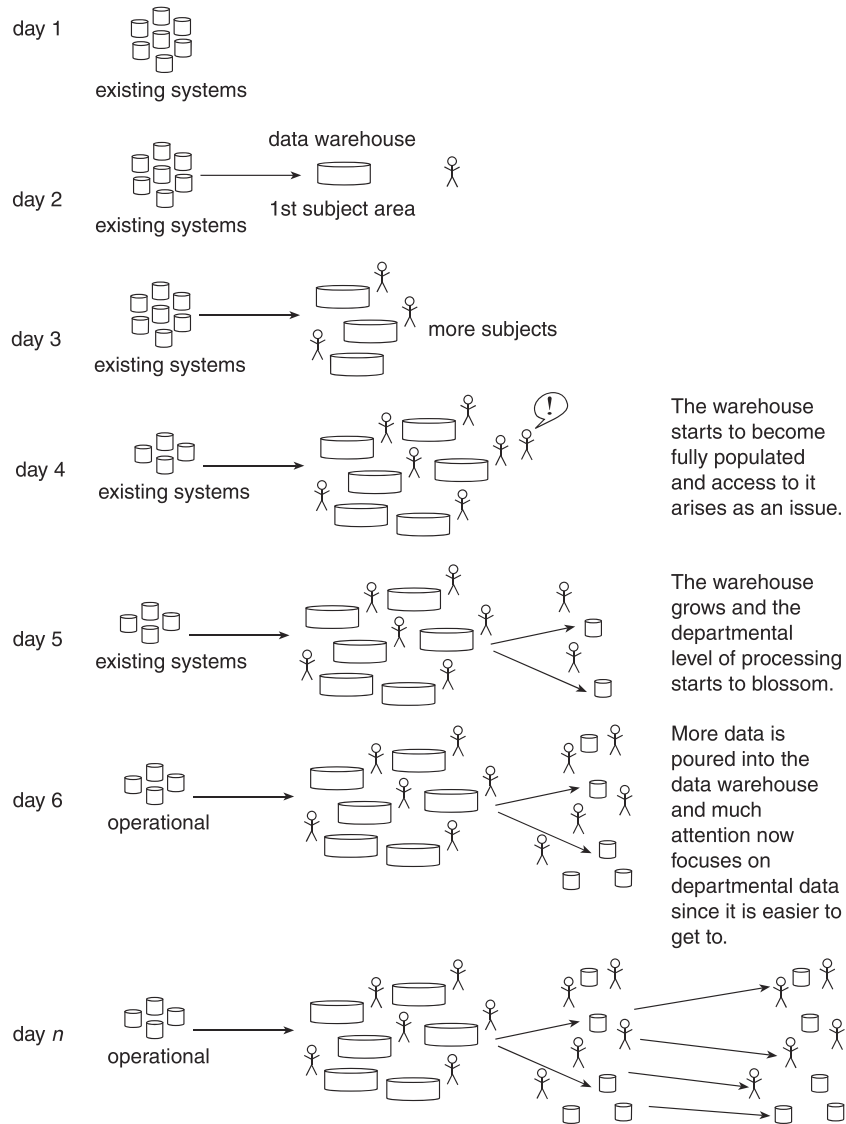 day 1
existing systems
data warehouse
day 2
1st subject area
existing systems
day 3
more subjects
existing systems
!
day 4
existing systems
The warehouse
starts to become
fully populated
and access to it
arises as an issue.
day 5
existing systems
The warehouse
grows and the
departmental
level of processing
starts to blossom.
day 6
operational
More data is
poured into the
data warehouse
and much
attention now
focuses on
departmental data
since it is easier to
get to.
day n
operational